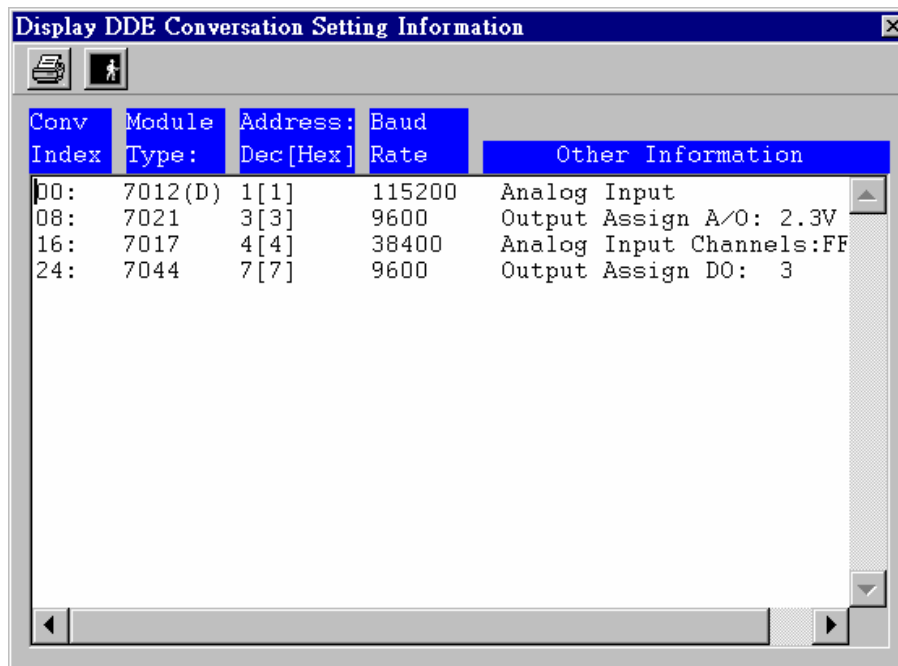 Display DDE Conversation Setting Information
Conv Module Address: Baud
Index Type: Dec[Hex] Rate Other Information
00: 7012(D) 1[1] 115200 Analog Input
08: 7021 3[3] 9600 Output Assign A/O: 2.3V
16: 7017 4[4] 38400 Analog Input Channels:FF
24: 7044 7[7] 9600 Output Assign DO: 3